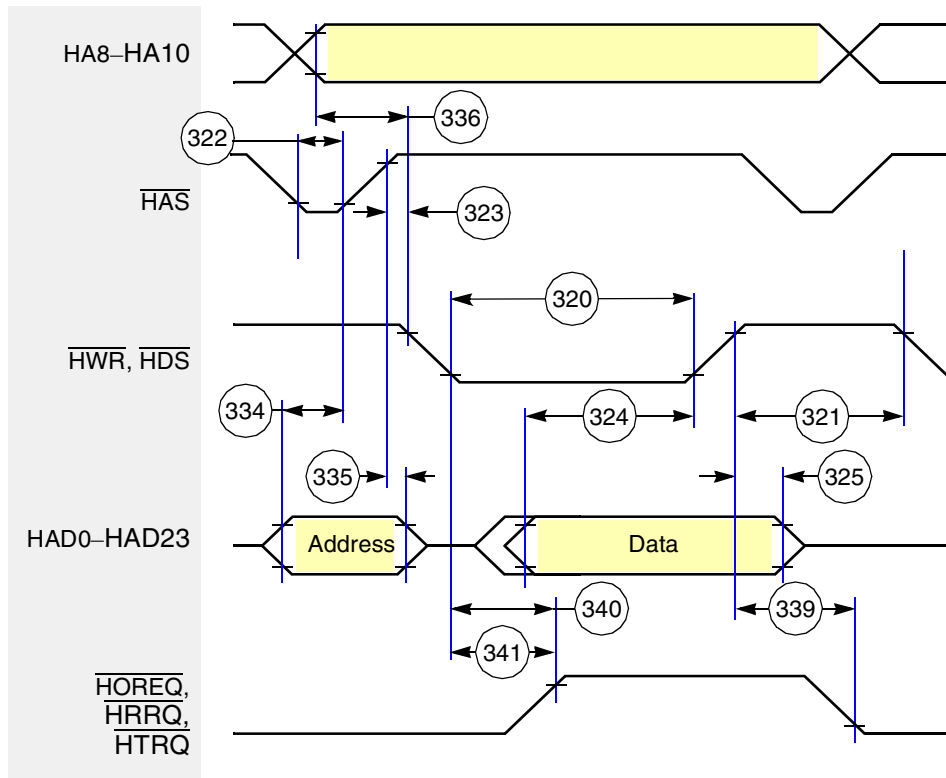 HA8–HA10
336
322
HAS
323
320
HWR, HDS
334
324
321
335
325
HAD0–HAD23
Address
Data
340
339
341
HOREQ,
HRRQ,
HTRQ